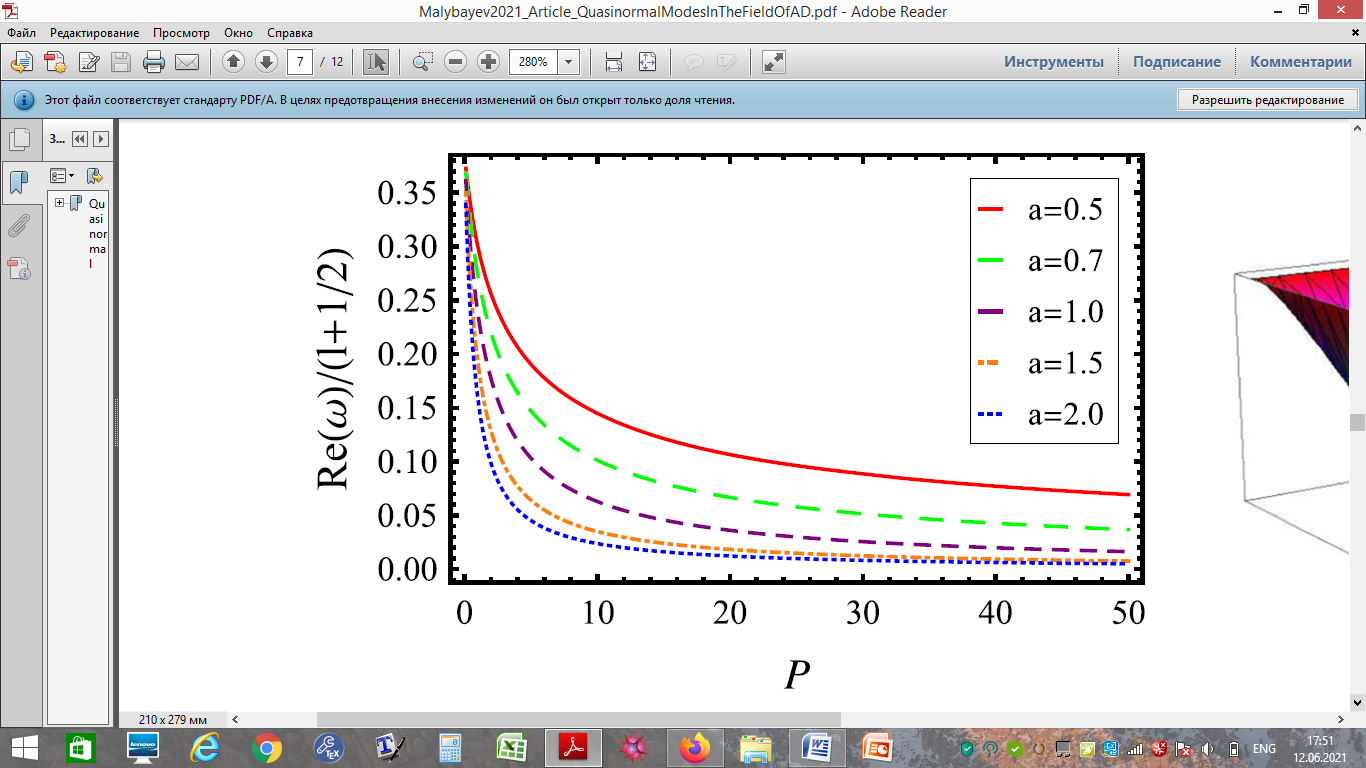 Malybayev2021_Article_QuasinormalModesInTheFieldOfAD.pdf - Adobe Reader
Файл Редактирование Просмотр Окно Справка
7 / 12 280% Инструменты Подписание Комментарии
Этот файл соответствует стандарту PDF/A. В целях предотвращения внесения изменений он был открыт только доля чтения. Разрешить редактирование
З...
Qu
asi
nor
ma
l
0.35
0.30
0.25
0.20
0.15
0.10
0.05
0.00
Re(ω)/(l+1/2)
a=0.5
a=0.7
a=1.0
a=1.5
a=2.0
0 10 20 30 40 50
P
210 x 279 мм
lenovo TEX ENG 17:51
12.06.2021